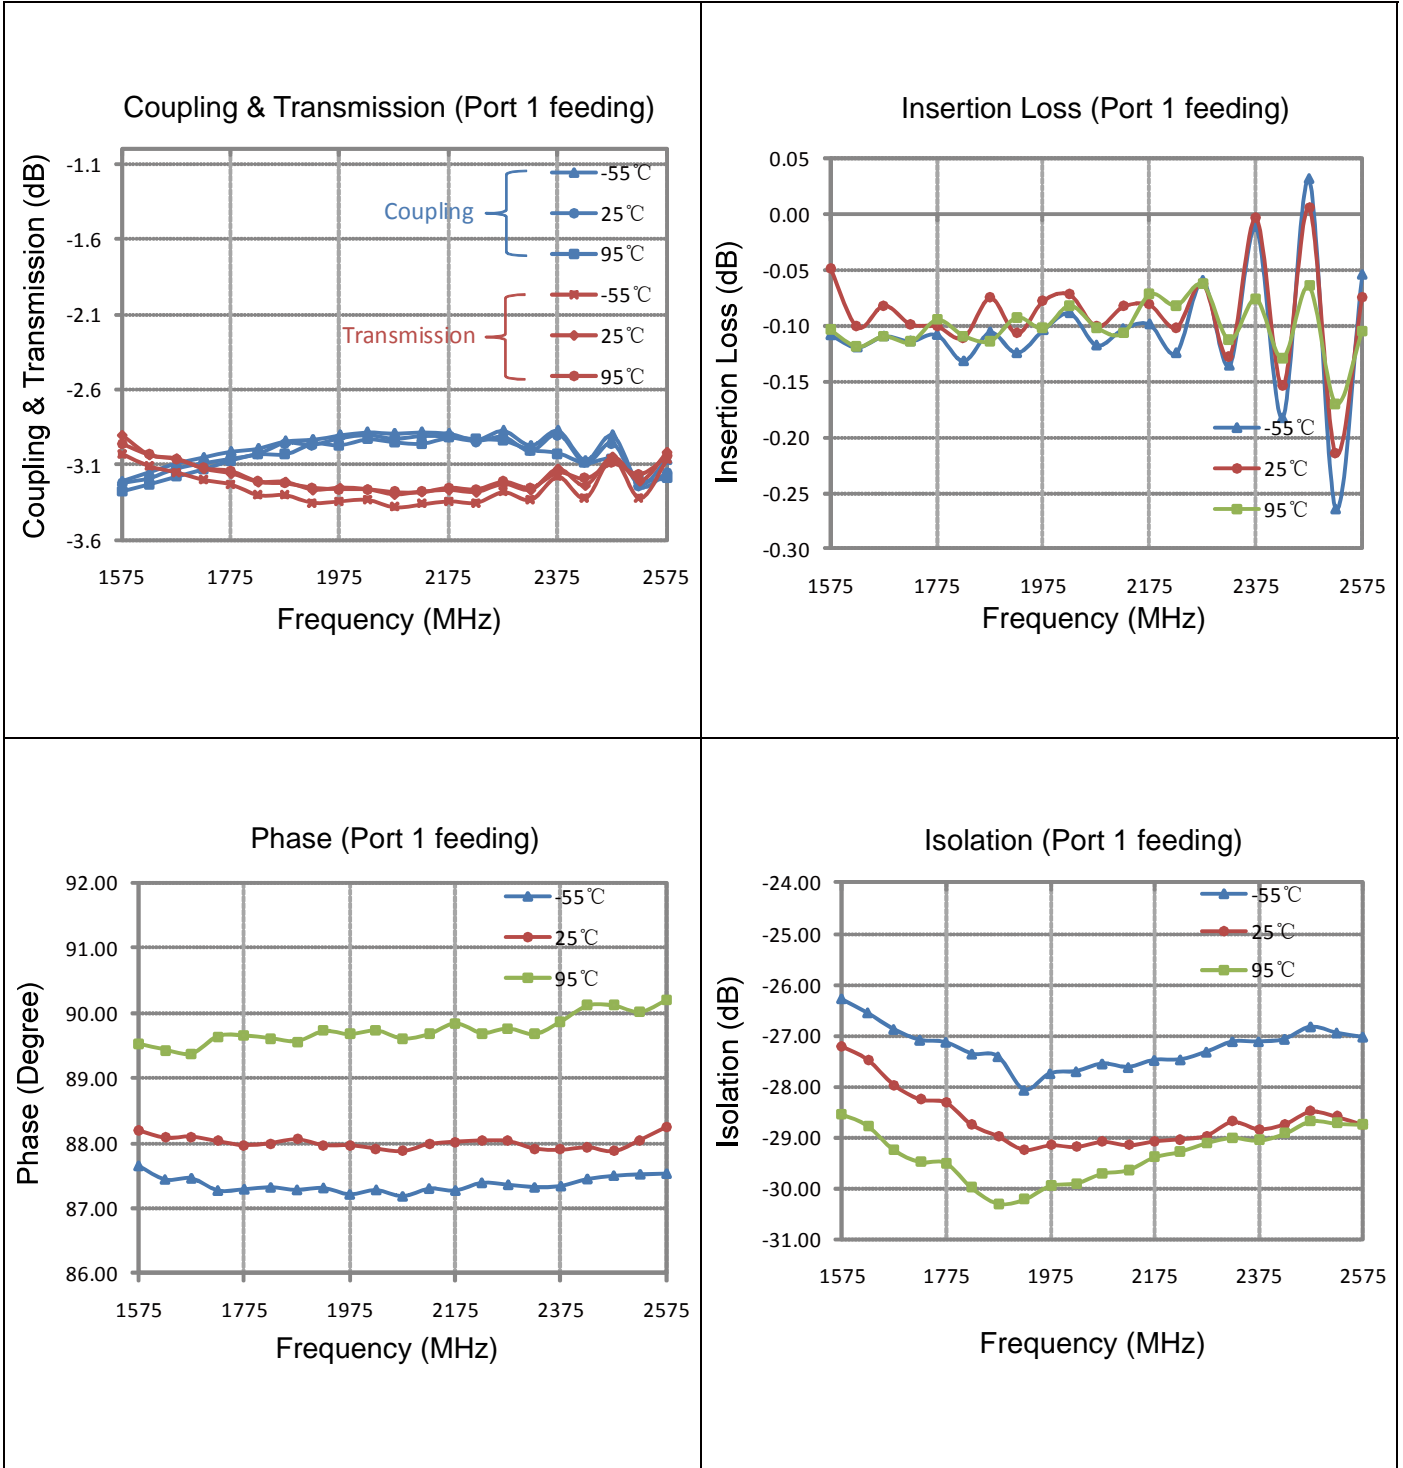 Coupling & Transmission (Port 1 feeding)
Coupling & Transmission (dB)
-1.1
-1.6
-2.1
-2.6
-3.1
-3.6
Coupling
-55℃
25℃
95℃
Transmission
-55℃
25℃
95℃
1575 1775 1975 2175 2375 2575
Frequency (MHz)
Insertion Loss (Port 1 feeding)
Insertion Loss (dB)
0.05
0.00
-0.05
-0.10
-0.15
-0.20
-0.25
-0.30
-55℃
25℃
95℃
1575 1775 1975 2175 2375 2575
Frequency (MHz)
Phase (Port 1 feeding)
Phase (Degree)
92.00
91.00
90.00
89.00
88.00
87.00
86.00
-55℃
25℃
95℃
1575 1775 1975 2175 2375 2575
Frequency (MHz)
Isolation (Port 1 feeding)
Isolation (dB)
-24.00
-25.00
-26.00
-27.00
-28.00
-29.00
-30.00
-31.00
-55℃
25℃
95℃
1575 1775 1975 2175 2375 2575
Frequency (MHz)